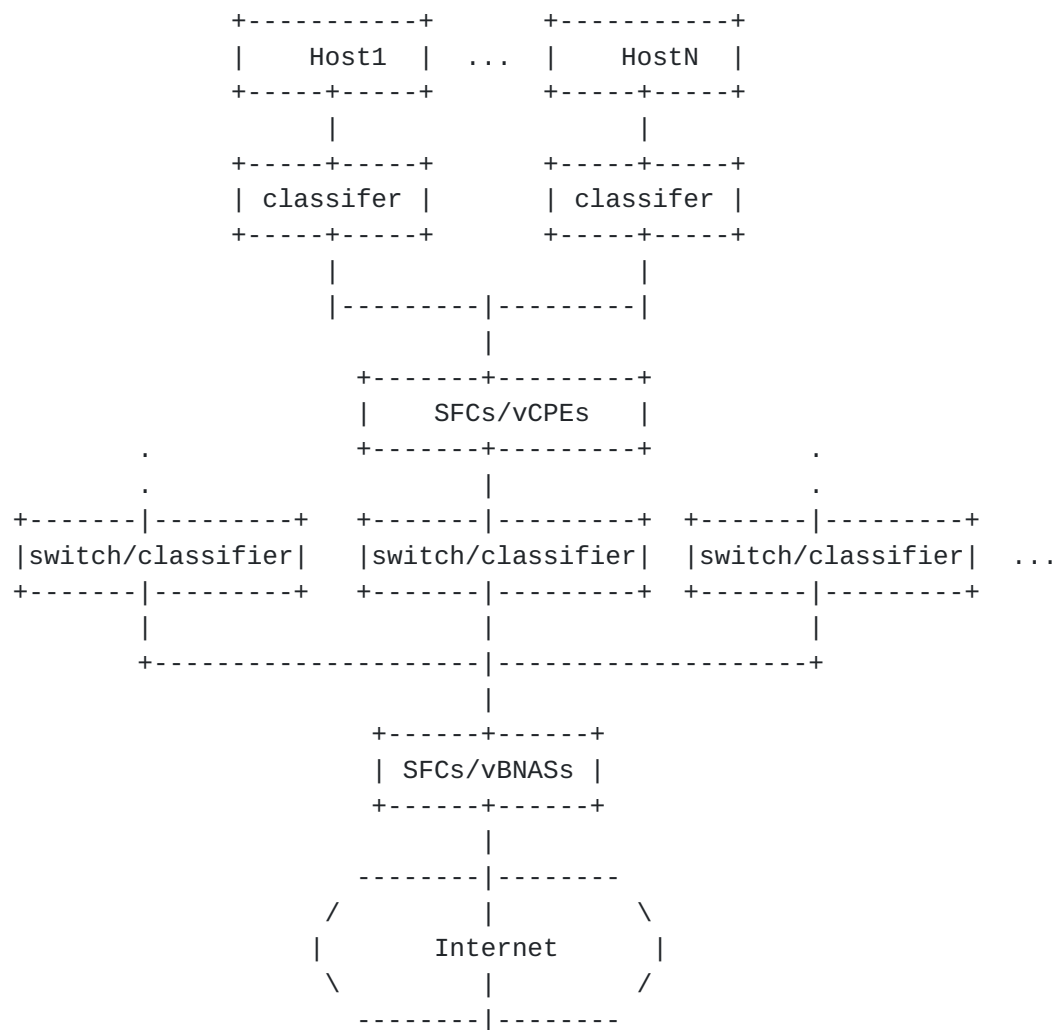 Host1 ... HostN
classifer classifer
SFCs/vCPEs
switch/classifier switch/classifier switch/classifier ...
SFCs/vBNASs
Internet